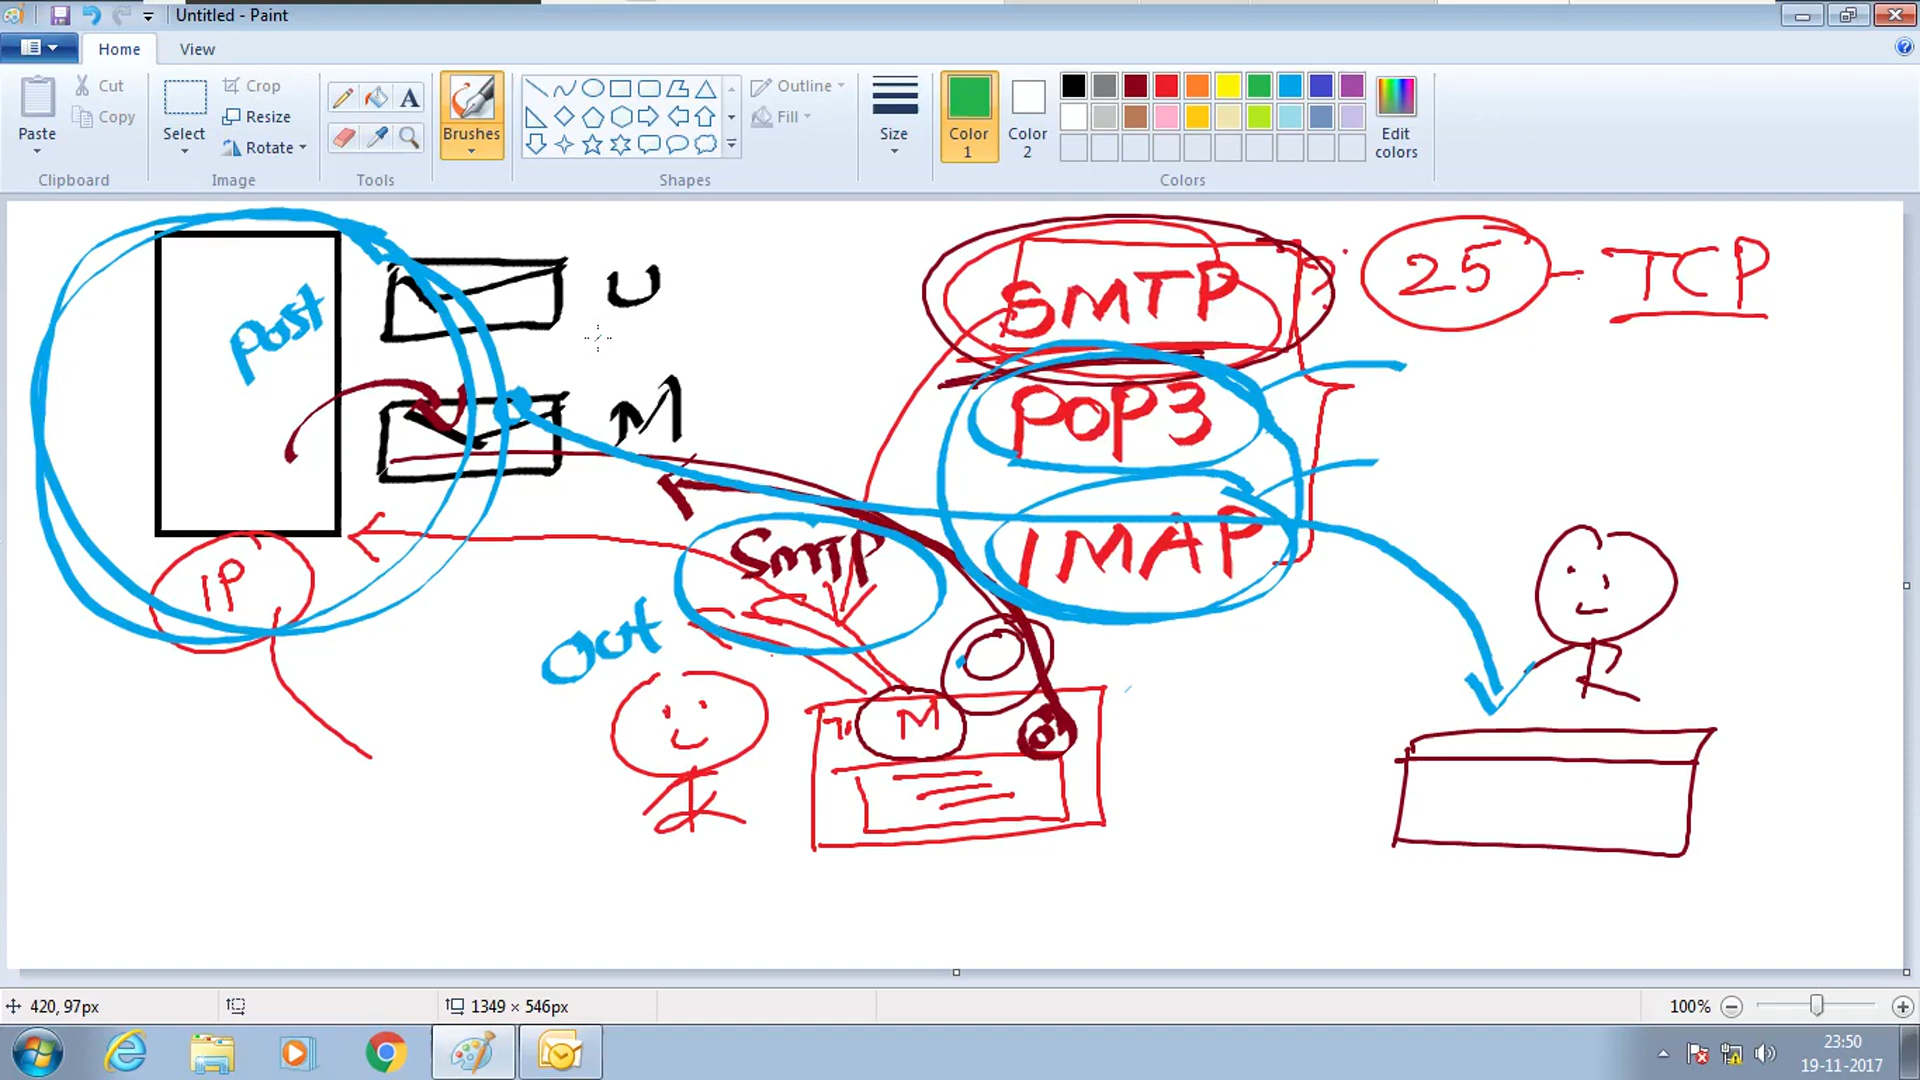 Untitled - Paint
Home
View
Cut
Copy
Paste
Clipboard
Select
Crop
Resize
Rotate
Image
Tools
Brushes
Shapes
Outline
Fill
Size
Color 1
Color 2
Edit colors
Colors
Post
U
SMTP
25 - TCP
M
POP3
SMTP
IMAP
IP
Out
To,
M
420, 97px
1349 × 546px
100%
23:50
19-11-2017